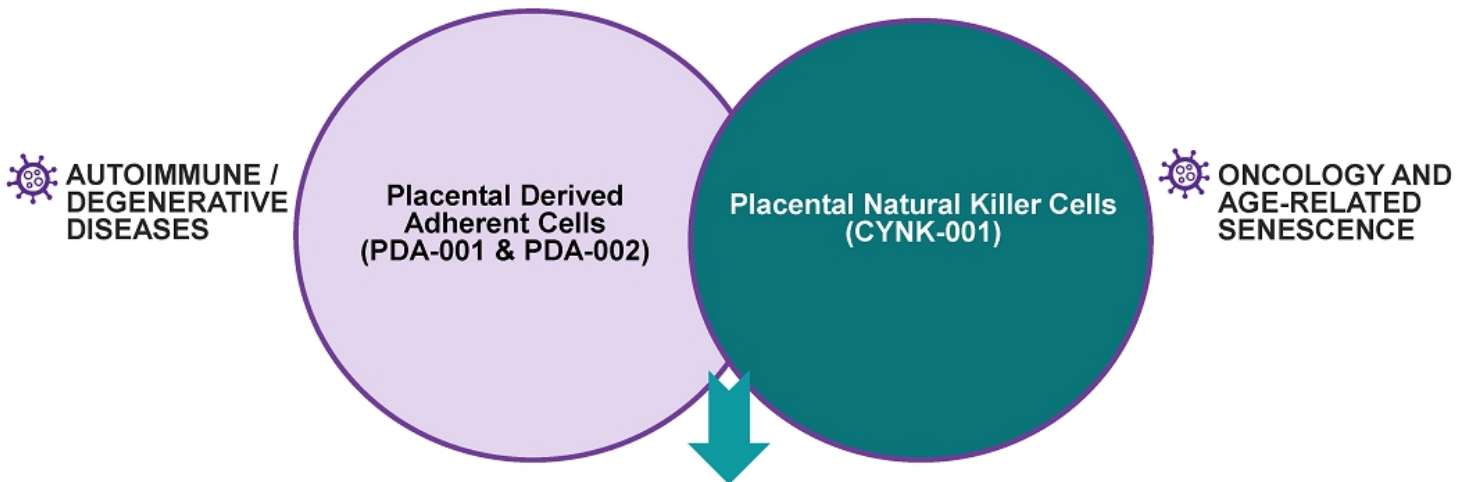 AUTOIMMUNE /
DEGENERATIVE
DISEASES
Placental Derived
Adherent Cells
(PDA-001 & PDA-002)
Placental Natural Killer Cells
(CYNK-001)
ONCOLOGY AND
AGE-RELATED
SENESCENCE